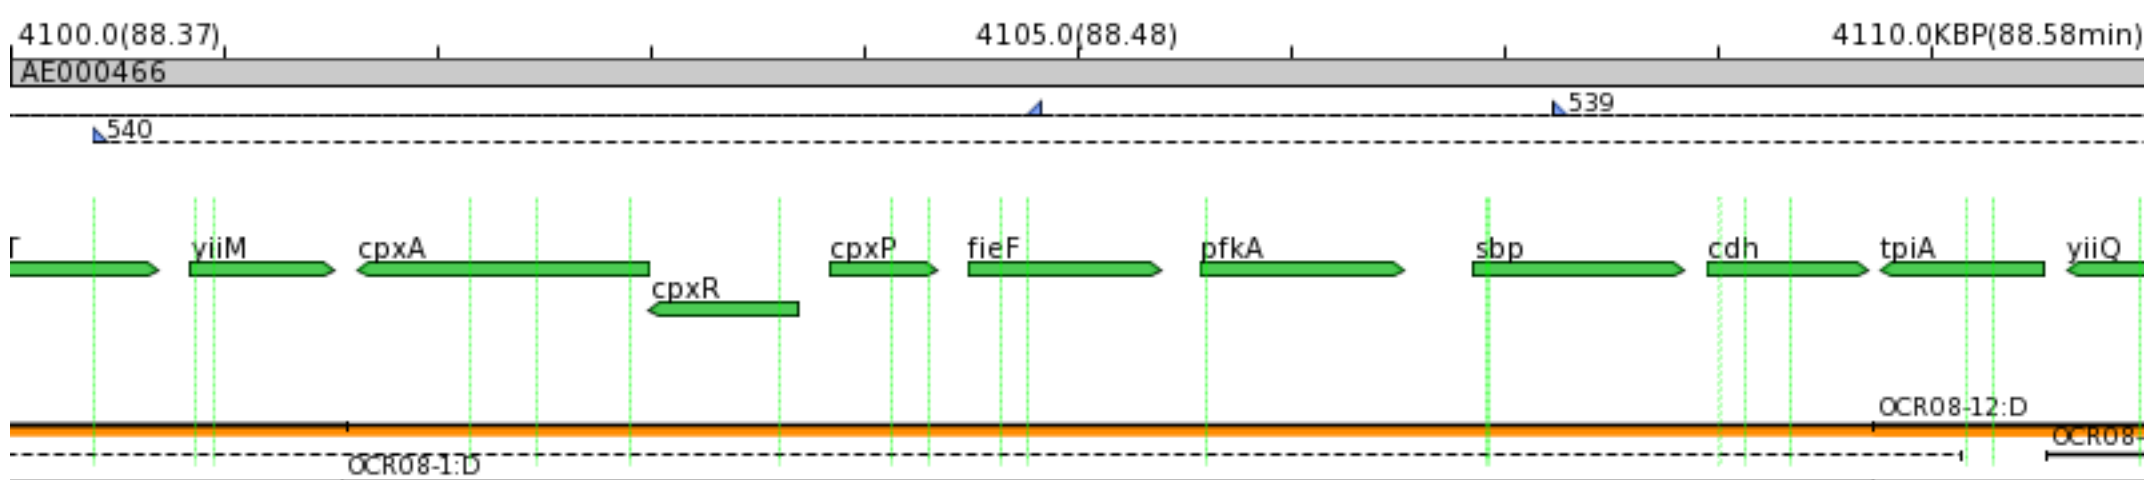 4100.0(88.37) 4105.0(88.48) 4110.0KBP(88.58min)
AE000466
539
540
T yiiM cpxA cpxP fieF pfkA sbp cdh tpiA yiiQ
cpxR
OCR08-12:D
OCR08-
OCR08-1:D